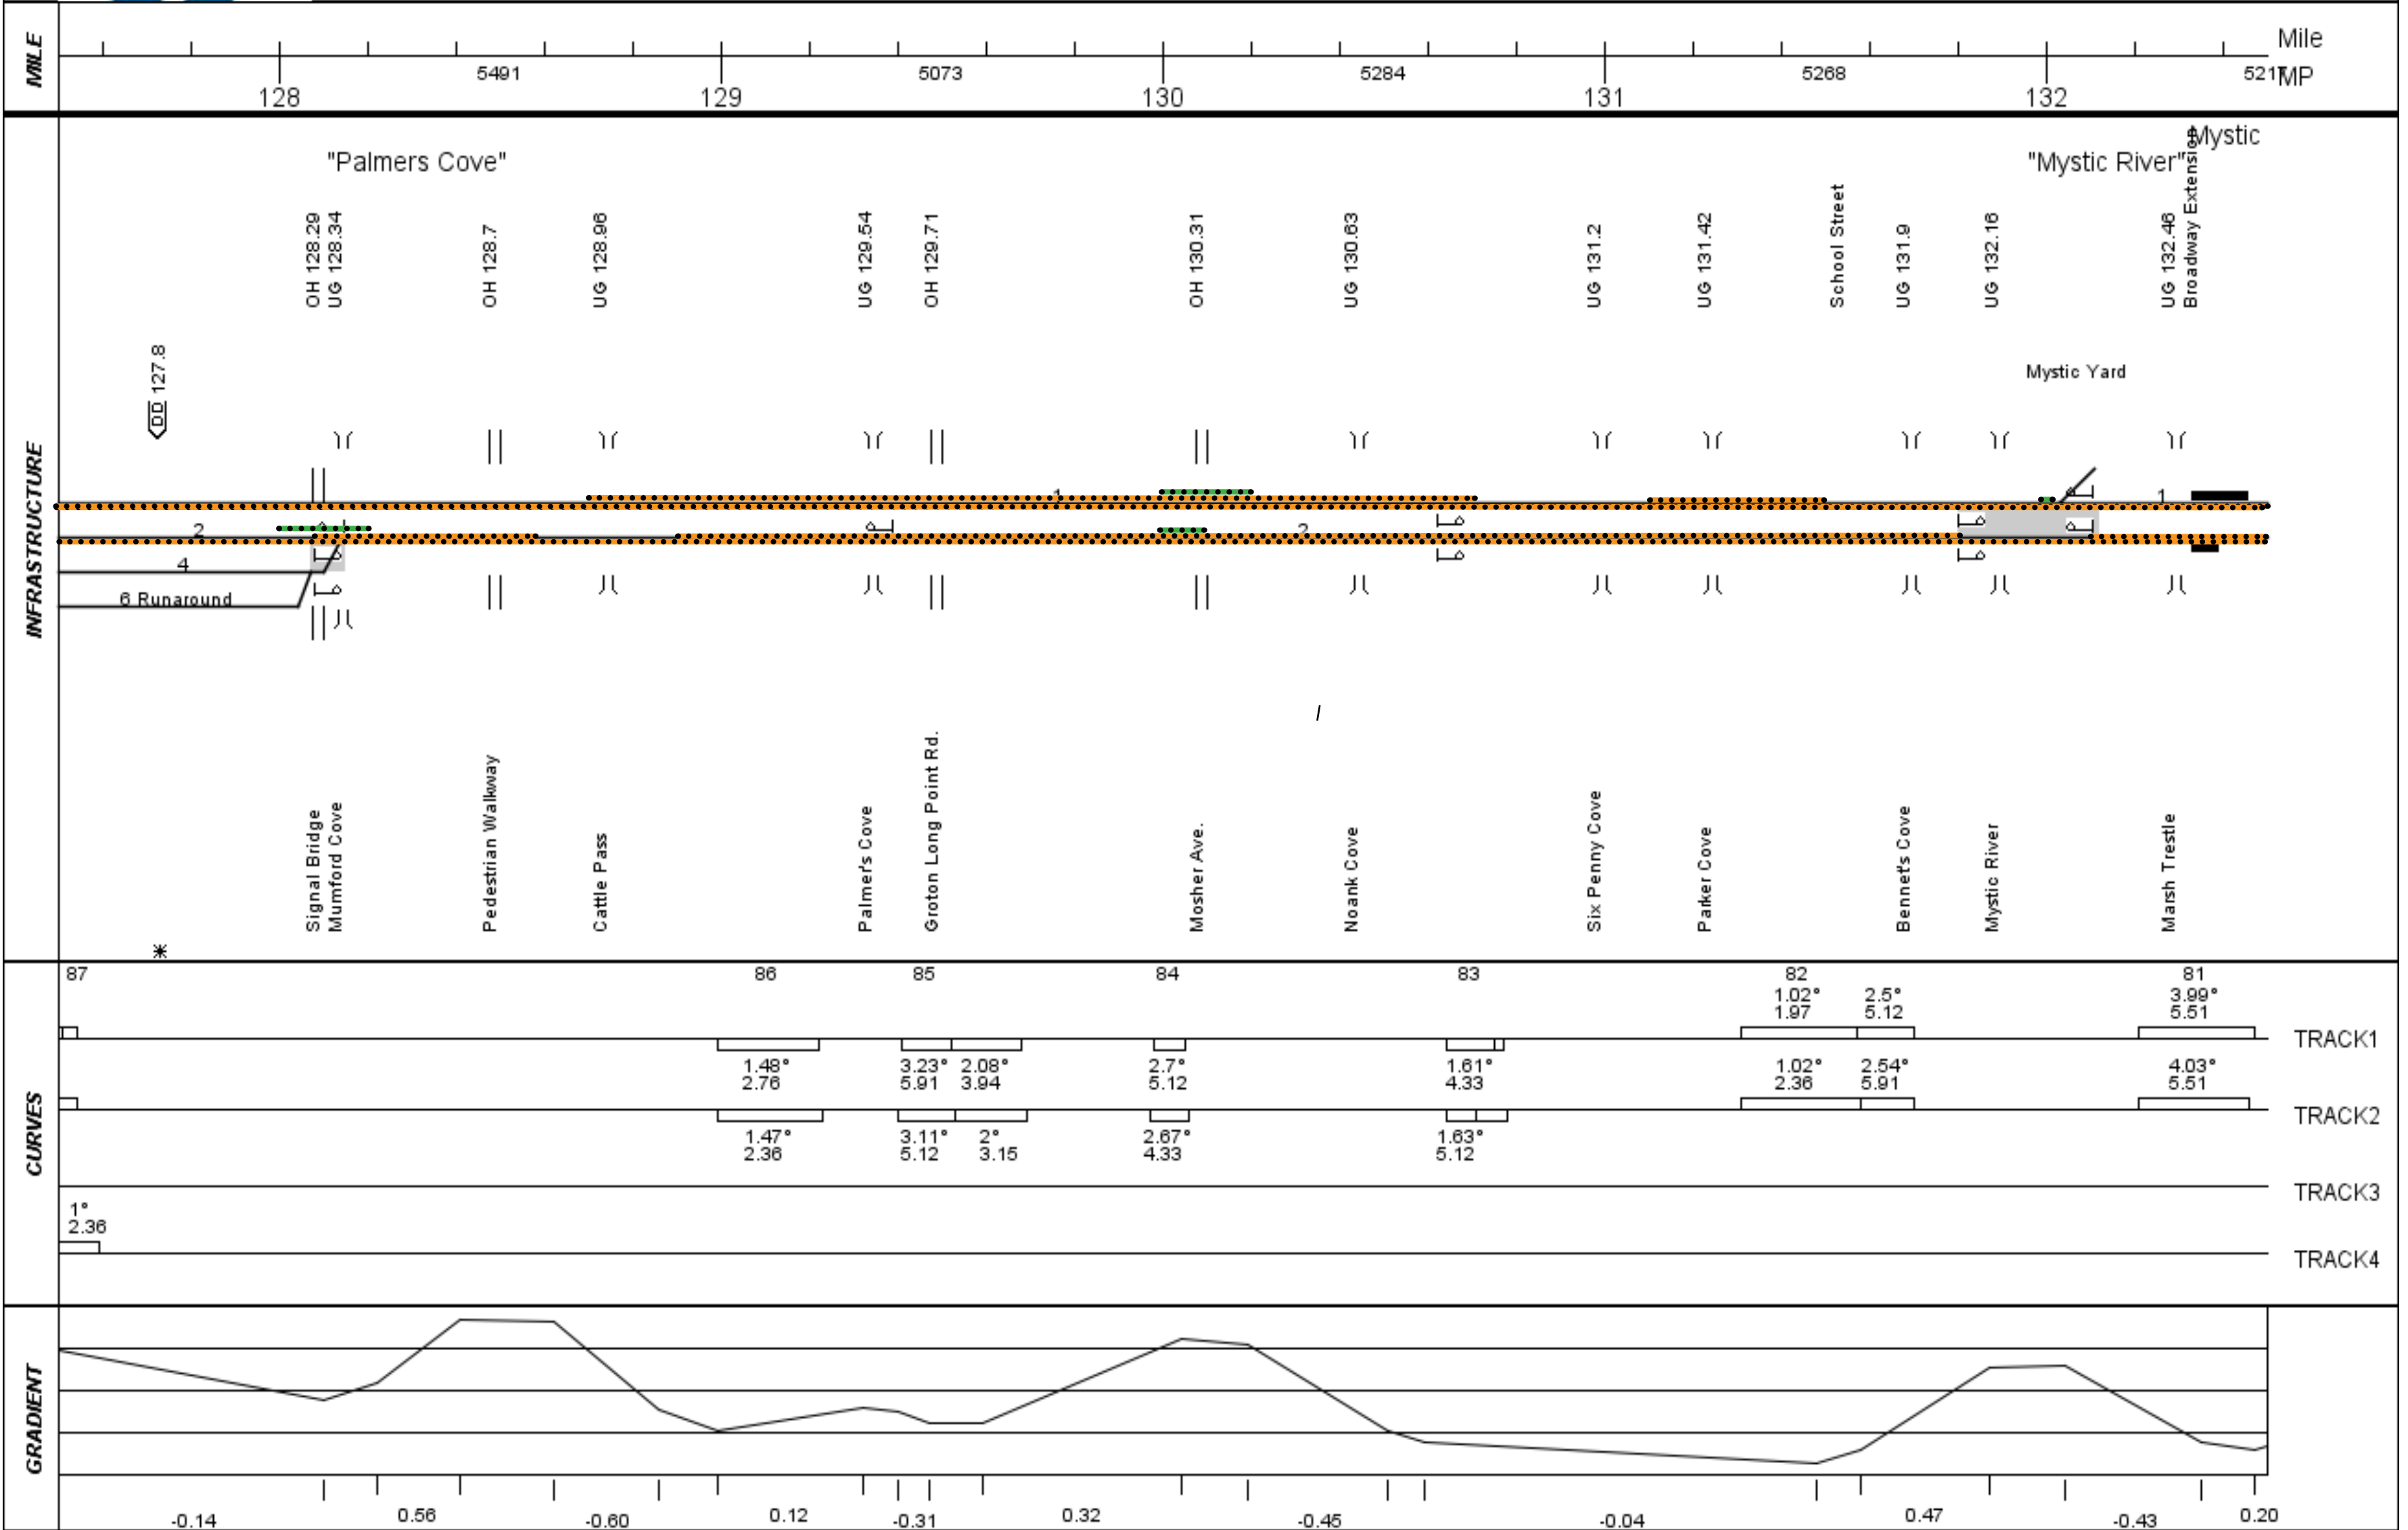 MILE
Mile
5491 5073 5284 5268
MP
128 129 130 131 132
Mystic
"Palmers Cove" "Mystic River"
OH 128.29
UG 128.34
OH 128.7
UG 128.96
UG 129.54
OH 129.71
OH 130.31
UG 130.63
UG 131.2
UG 131.42
School Street
UG 131.9
UG 132.16
UG 132.46
Broadway Extension
DD 127.8
Mystic Yard
INFRASTRUCTURE
1 1
2 2
4
6 Runaround
/
Signal Bridge
Mumford Cove
Pedestrian Walkway
Cattle Pass
Palmer's Cove
Groton Long Point Rd.
Mosher Ave.
Noank Cove
Six Penny Cove
Parker Cove
Bennet's Cove
Mystic River
Marsh Trestle
*
CURVES
87 86 85 84 83 82 81
1.02° 2.5° 3.99°
1.97 5.12 5.51
TRACK1
1.48° 3.23° 2.08° 2.7° 1.61° 1.02° 2.54° 4.03°
2.76 5.91 3.94 5.12 4.33 2.36 5.91 5.51
TRACK2
1.47° 3.11° 2° 2.67° 1.63°
2.36 5.12 3.15 4.33 5.12
TRACK3
1°
2.36
TRACK4
GRADIENT
-0.14 0.56 -0.60 0.12 -0.31 0.32 -0.45 -0.04 0.47 -0.43 0.20